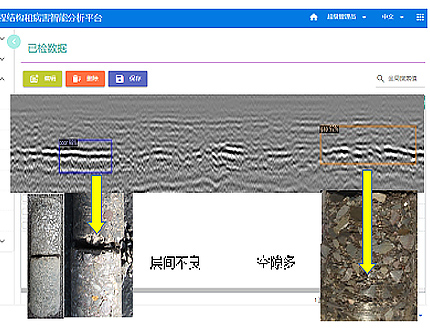 层结构和病害智能分析平台
超级管理员
中文
已检数据
编辑
删除
保存
全局搜索值
层间不良
空隙多